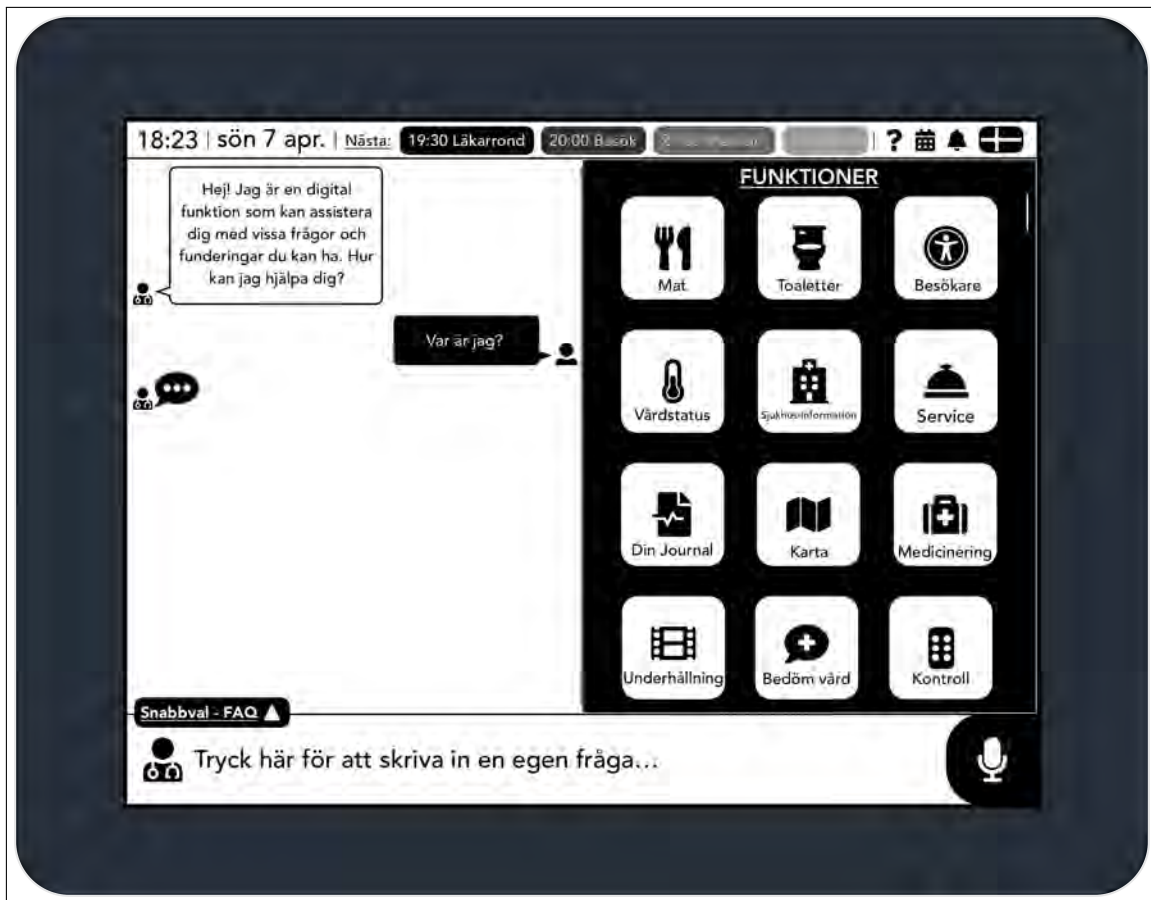 18:23 | sön 7 apr. | Nästa: 19:30 Läkarrond 20:00 Besök | ?
Hej! Jag är en digital
funktion som kan assistera
dig med vissa frågor och
funderingar du kan ha. Hur
kan jag hjälpa dig?
Var är jag?
FUNKTIONER
Mat
Toaletter
Besökare
Vårdstatus
Sjukhusinformation
Service
Din Journal
Karta
Medicinering
Underhållning
Bedöm vård
Kontroll
Snabbval - FAQ
Tryck här för att skriva in en egen fråga...